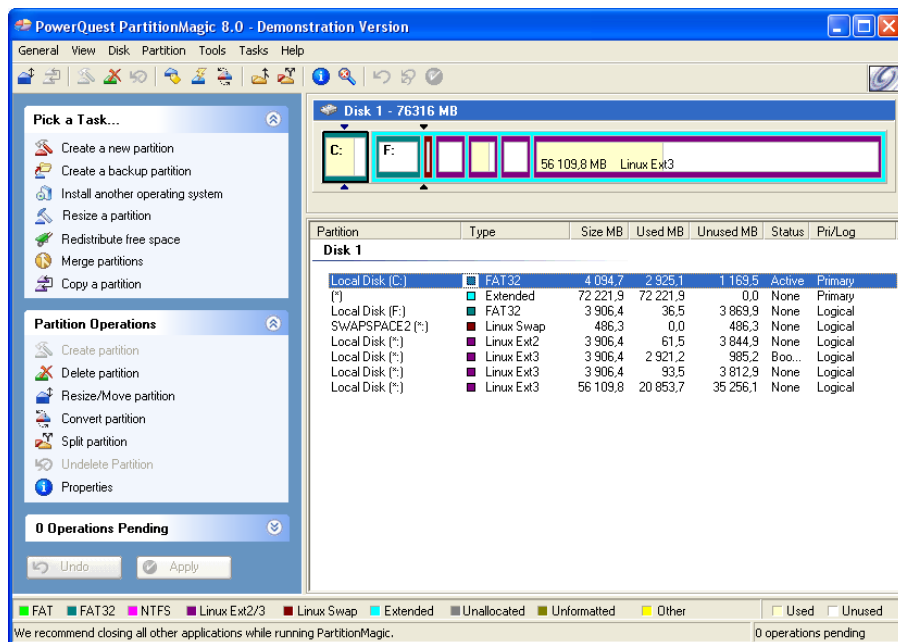 PowerQuest PartitionMagic 8.0 - Demonstration Version
General View Disk Partition Tools Tasks Help
Pick a Task...
Create a new partition
Create a backup partition
Install another operating system
Resize a partition
Redistribute free space
Merge partitions
Copy a partition
Partition Operations
Create partition
Delete partition
Resize/Move partition
Convert partition
Split partition
Undelete Partition
Properties
0 Operations Pending
Undo Apply
Disk 1 - 76316 MB
C: F: 56 109,8 MB Linux Ext3
Partition Type Size MB Used MB Unused MB Status Pri/Log
Disk 1
Local Disk (C:) FAT32 4 094,7 2 925,1 1 169,5 Active Primary
(*) Extended 72 221,9 72 221,9 0,0 None Primary
Local Disk (F:) FAT32 3 906,4 36,5 3 869,9 None Logical
SWAPSPACE2 (*:) Linux Swap 486,3 0,0 486,3 None Logical
Local Disk (*:) Linux Ext2 3 906,4 61,5 3 844,9 None Logical
Local Disk (*:) Linux Ext3 3 906,4 2 921,2 985,2 Boo... Logical
Local Disk (*:) Linux Ext3 3 906,4 93,5 3 812,9 None Logical
Local Disk (*:) Linux Ext3 56 109,8 20 853,7 35 256,1 None Logical
FAT FAT32 NTFS Linux Ext2/3 Linux Swap Extended Unallocated Unformatted Other Used Unused
We recommend closing all other applications while running PartitionMagic. 0 operations pending